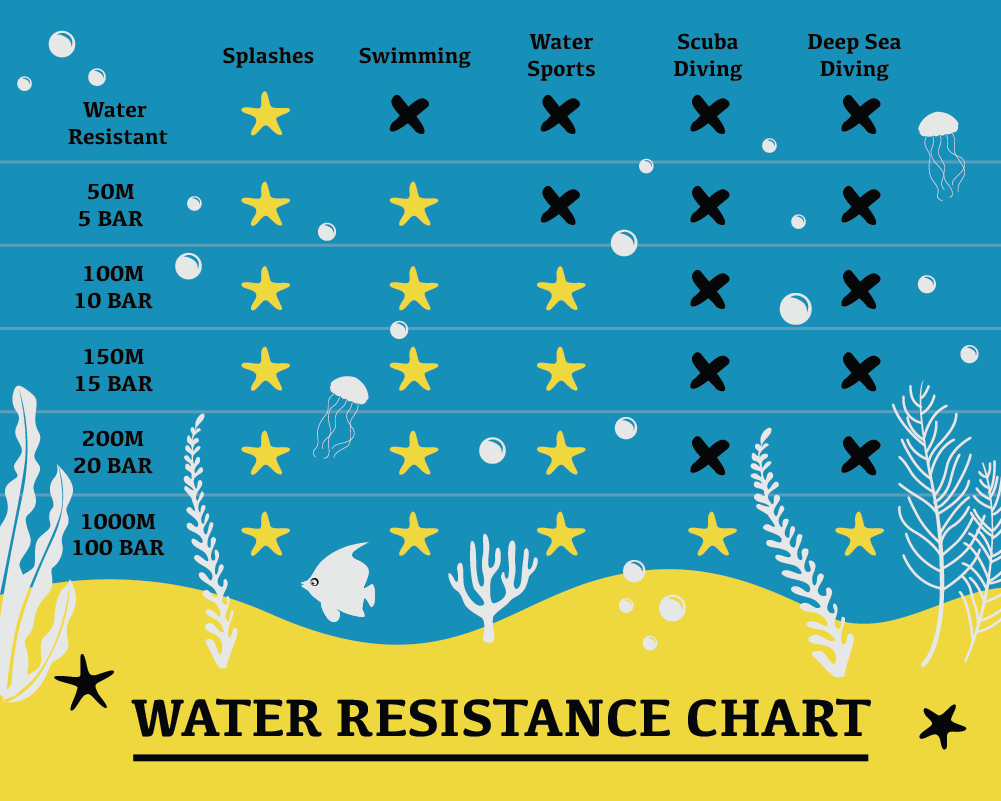 Splashes
Swimming
Water
Sports
Scuba
Diving
Deep Sea
Diving
Water
Resistant
50M
5 BAR
100M
10 BAR
150M
15 BAR
200M
20 BAR
1000M
100 BAR
WATER RESISTANCE CHART